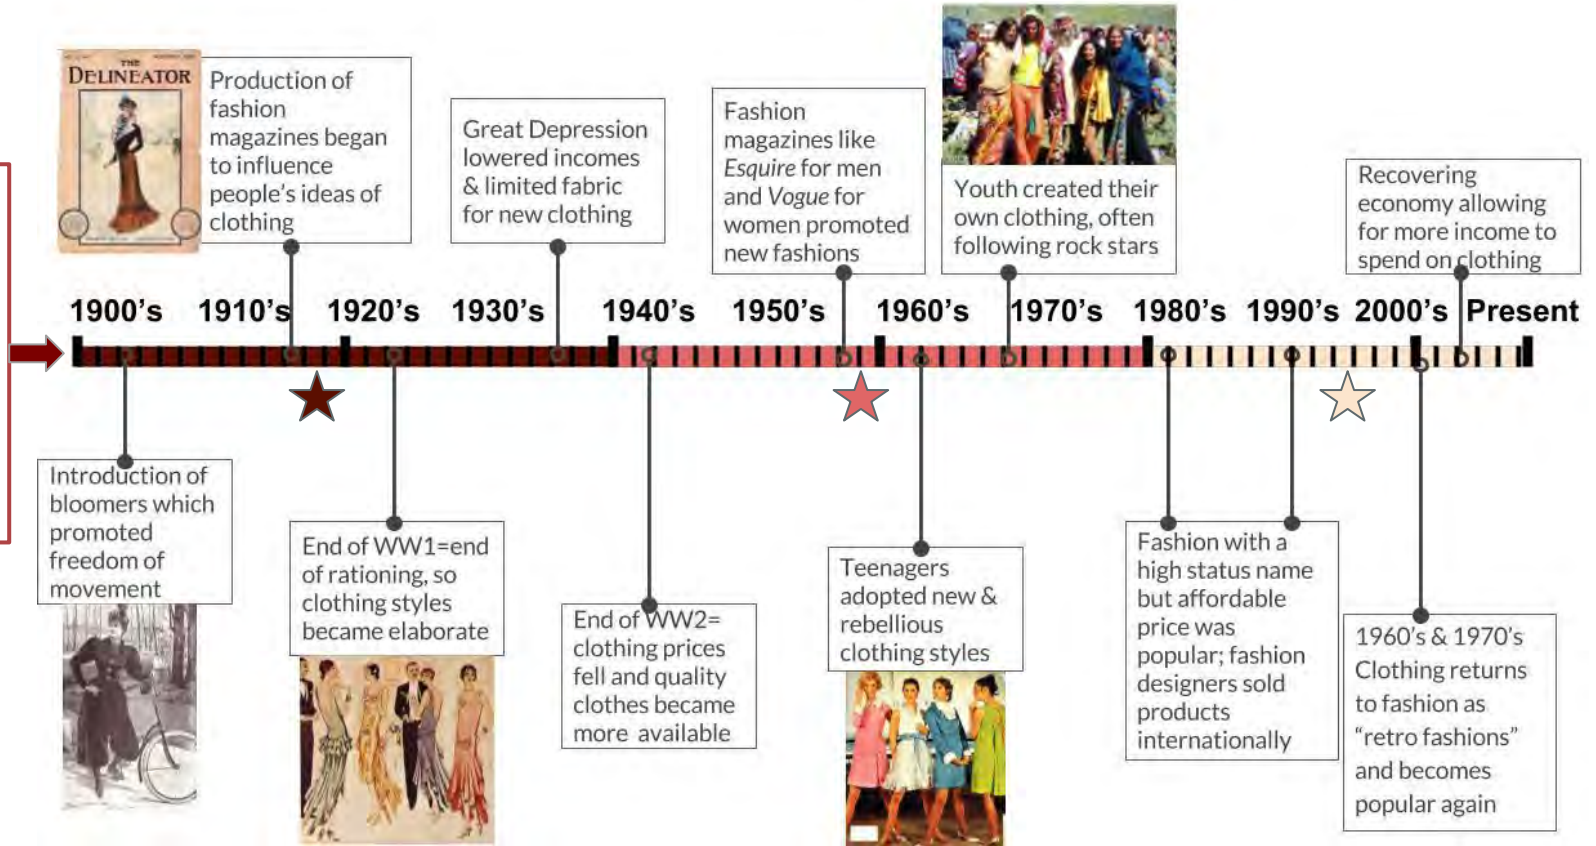 THE
DELINEATOR
Production of
fashion
magazines began
to influence
people's ideas of
clothing
Great Depression
lowered incomes
& limited fabric
for new clothing
Fashion
magazines like
Esquire for men
and Vogue for
women promoted
new fashions
Youth created their
own clothing, often
following rock stars
Recovering
economy allowing
for more income to
spend on clothing
1900's 1910's 1920's 1930's 1940's 1950's 1960's 1970's 1980's 1990's 2000's Present
Introduction of
bloomers which
promoted
freedom of
movement
End of WW1=end
of rationing, so
clothing styles
became elaborate
End of WW2=
clothing prices
fell and quality
clothes became
more available
Teenagers
adopted new &
rebellious
clothing styles
Fashion with a
high status name
but affordable
price was
popular; fashion
designers sold
products
internationally
1960's & 1970's
Clothing returns
to fashion as
“retro fashions”
and becomes
popular again